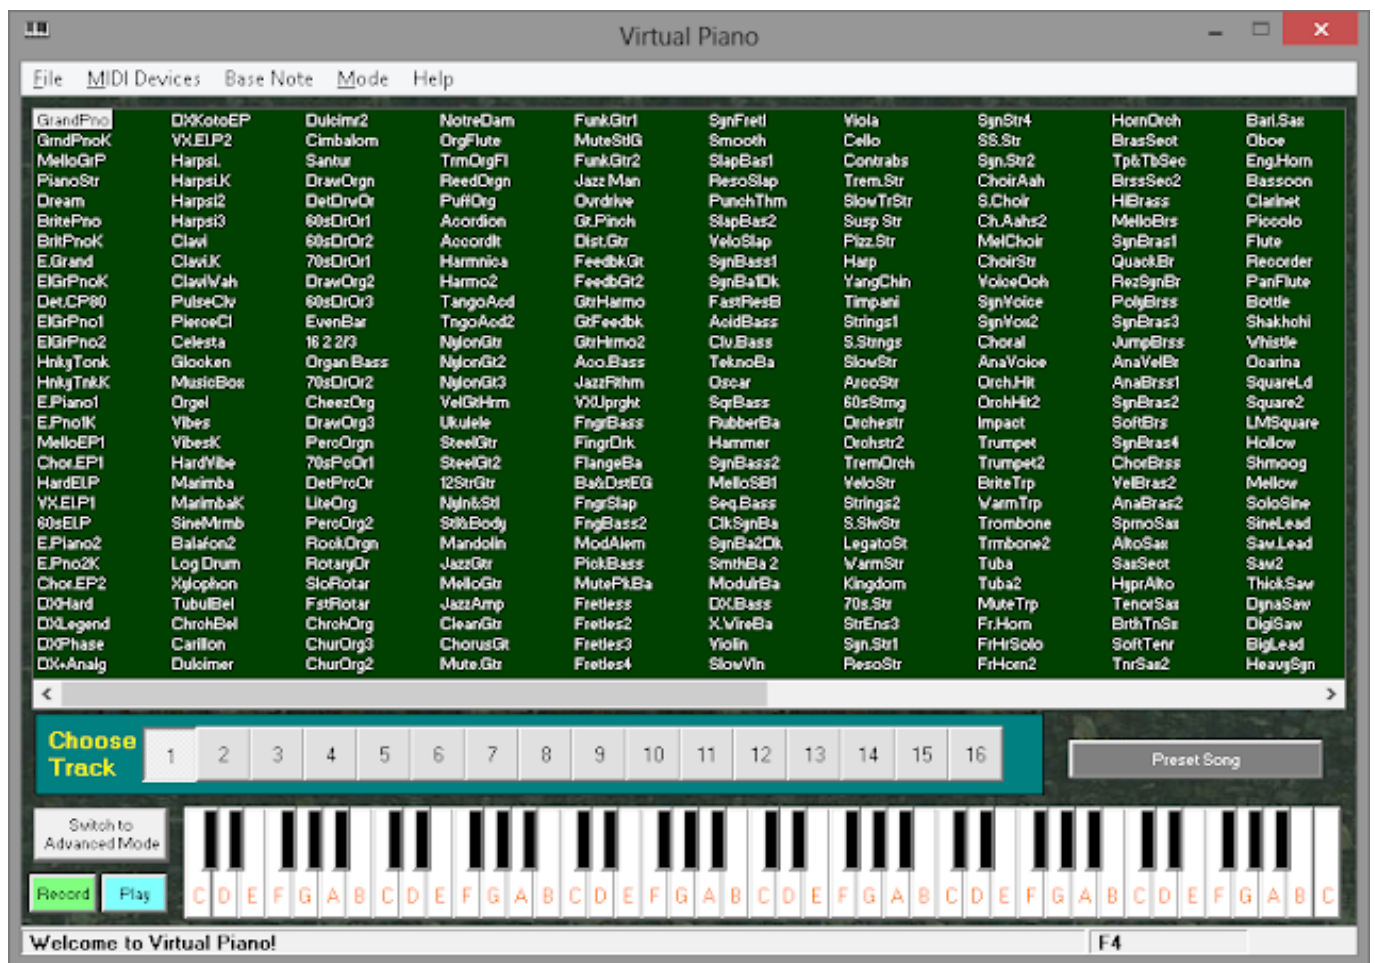 Virtual Piano
File MIDI Devices Base Note Mode Help
GrandPno DXKotoEP Dulcimr2 NotreDam FunkGtr1 SynFretl Viola SynStr4 HornOrch Bari.Sax
GrndPnoK VX.El.P2 Cimbalom OrgFlute MuteStlG Smooth Cello SS.Str BrasSect Oboe
MelloGrP Harpsi. Santur TrmOrgFl FunkGtr2 SlapBas1 Contrabs Syn.Str2 Tp&TbSec Eng.Horn
PianoStr Harpsi.K DrawOrgn ReedOrgn Jazz Man ResoSlap Trem.Str ChoirAah BrssSec2 Bassoon
Dream Harpsi2 DetDrwOr PuffOrg Ovrdrive PunchThm SlowTrStr S.Choir HiBrass Clarinet
BritePno Harpsi3 60sDrOr1 Acordion Gt.Pinch SlapBas2 Susp Str Ch.Aahs2 MelloBrs Piccolo
BritPnoK Clavi 60sDrOr2 AccordIt Dist.Gtr VeloSlap Pizz.Str MelChoir SynBras1 Flute
E.Grand Clavi.K 70sDrOr1 Harmnica FeedbkGt SynBass1 Harp ChoirStr QuackBr Recorder
ElGrPnoK ClaviWah DrawOrg2 Harmo2 FeedbGt2 SynBa1Dk YangChin VoiceOoh RezSynBr PanFlute
Det.CP80 PulseClv 60sDrOr3 TangoAcd GtrHarmo FastResB Timpani SynVoice PolyBrss Bottle
ElGrPno1 PierceCl EvenBar TngoAcd2 GtFeedbk AcidBass Strings1 SynVox2 SynBras3 Shakhchi
ElGrPno2 Celesta 16 2 2/3 NylonGtr GtrHrmo2 Clv.Bass S.Strngs Choral JumpBrss Whistle
HnkyTonk Glocken Organ Bass NylonGt2 Aco.Bass TeknoBa SlowStr AnaVoice AnaVelBr Ocarina
HnkyTnkK MusicBox 70sDrOr2 NylonGt3 JazzRthm Oscar ArcoStr Orch.Hit AnaBrss1 SquareLd
E.Piano1 Orgel CheezOrg VelGtHrm VXUprght SqrBass 60sStrng OrchHit2 SynBras2 Square2
E.Pno1K Vibes DrawOrg3 Ukulele FngrBass RubberBa Orchestr Impact SoftBrs LMSquare
MelloEP1 VibesK PercOrgn SteelGtr FingrDrk Hammer Orchstr2 Trumpet SynBras4 Hollow
Chor.EP1 HardVibe 70sPcOr1 SteelGt2 FlangeBa SynBass2 TremOrch Trumpet2 ChorBrss Shmoog
HardEl.P Marimba DetPrcOr 12StrGtr Ba&DstEG MelloSB1 VeloStr BriteTrp VelBras2 Mellow
VX.El.P1 MarimbaK LiteOrg Nyln&Stl FngrSlap Seq.Bass Strings2 WarmTrp AnaBras2 SoloSine
60sEl.P SineMrmb PercOrg2 Stl&Body FngBass2 ClkSynBa S.SlwStr Trombone SprnoSax SineLead
E.Piano2 Balafon2 RockOrgn Mandolin ModAlem SynBa2Dk LegatoSt Trmbone2 AltoSax Saw.Lead
E.Pno2K Log Drum RotaryOr JazzGtr PickBass SmthBa 2 WarmStr Tuba SaxSect Saw2
Chor.EP2 Xylophon SloRotar MelloGtr MutePkBa ModulrBa Kingdom Tuba2 HyprAlto ThickSaw
DXHard TubulBel FstRotar JazzAmp Fretless DX.Bass 70s.Str MuteTrp TenorSax DynaSaw
DXLegend ChrchBel ChrchOrg CleanGtr Fretles2 X.WireBa StrEns3 Fr.Horn BrthTnSx DigiSaw
DXPhase Carillon ChurOrg3 ChorusGt Fretles3 Violin Syn.Str1 FrHrSolo SoftTenr BigLead
DX+Analg Dulcimer ChurOrg2 Mute.Gtr Fretles4 SlowVln ResoStr FrHorn2 TnrSax2 HeavySyn
Choose Track 1 2 3 4 5 6 7 8 9 10 11 12 13 14 15 16
Preset Song
Switch to
Advanced Mode
Record Play
C D E F G A B C D E F G A B C D E F G A B C D E F G A B C D E F G A B C D E F G A B C
Welcome to Virtual Piano! F4